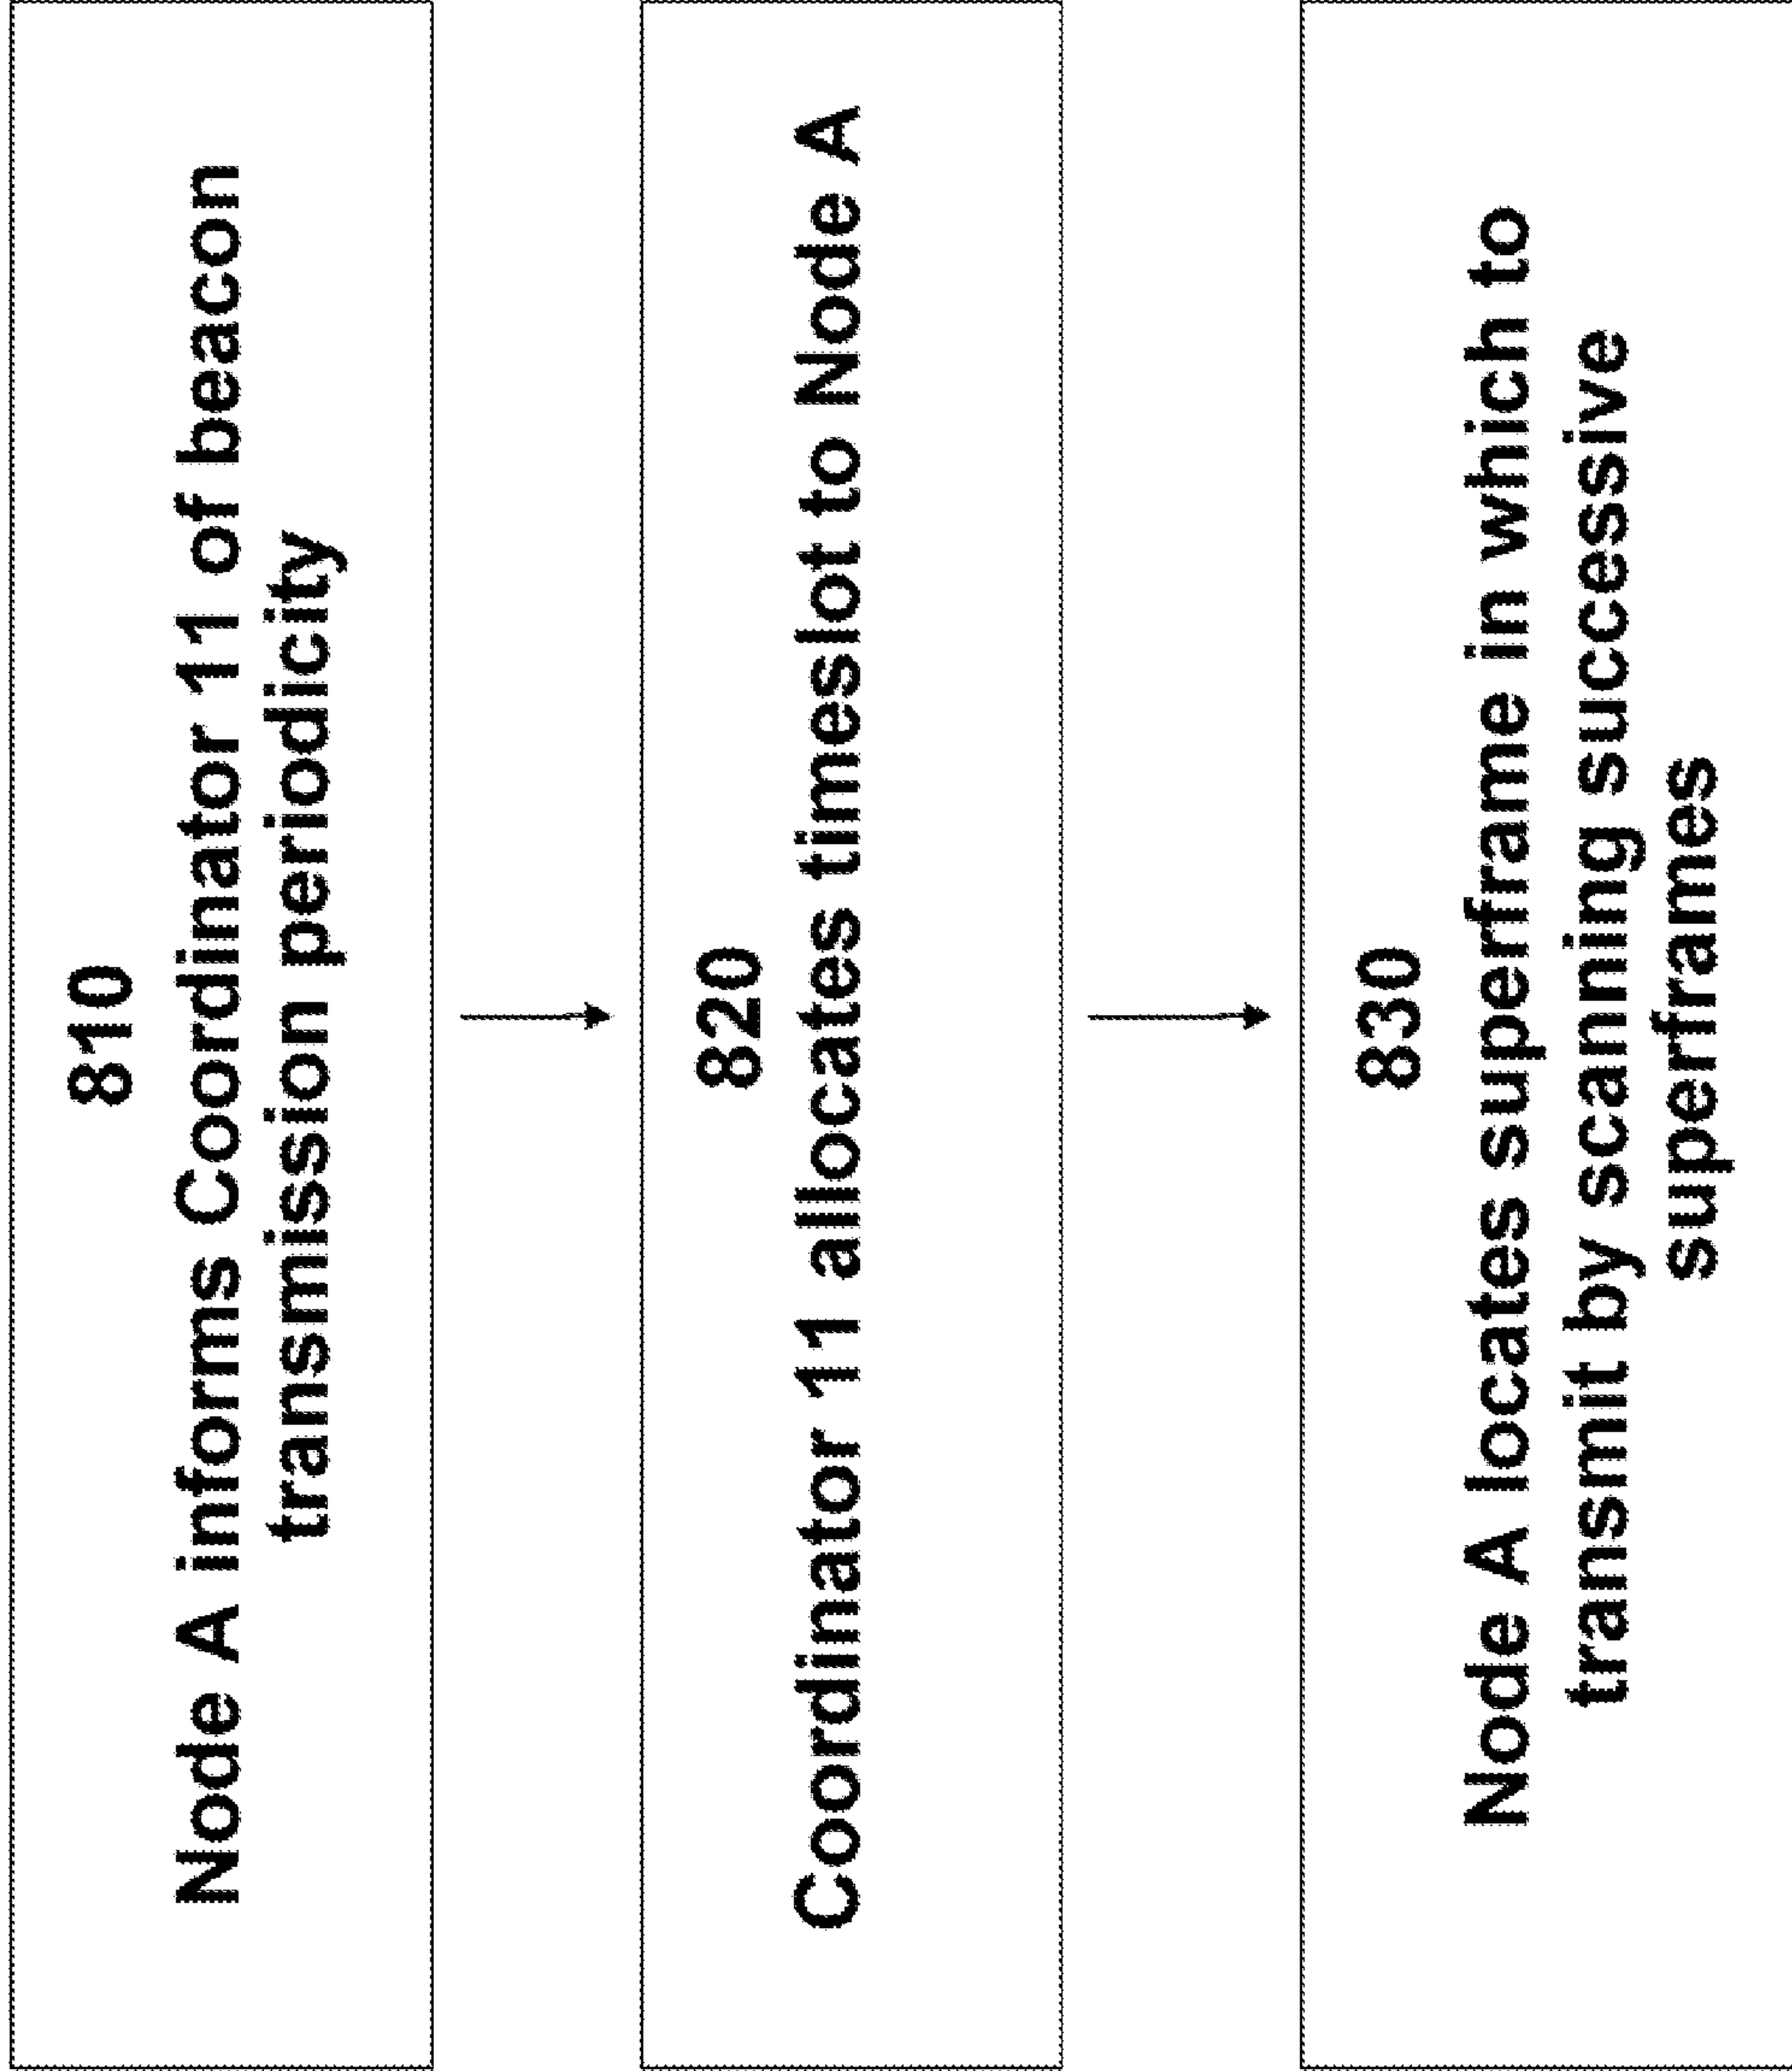 810
Node A informs Coordinator 11 of beacon
transmission periodicity
820
Coordinator 11 allocates timeslot to Node A
830
Node A locates superframe in which to
transmit by scanning successive
superframes